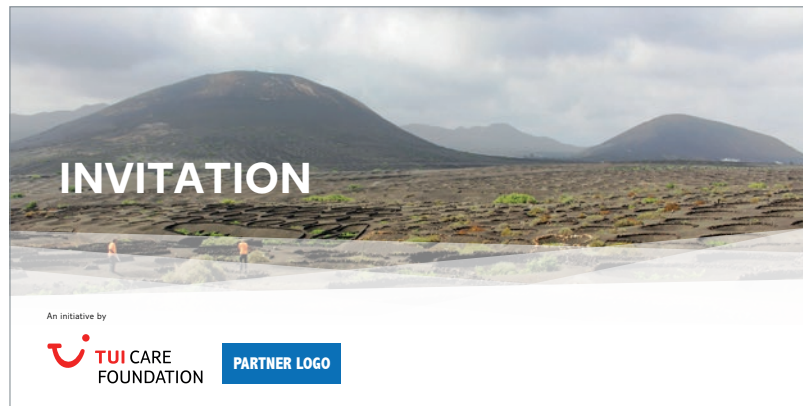 INVITATION
An initiative by
TUI CARE
FOUNDATION
PARTNER LOGO